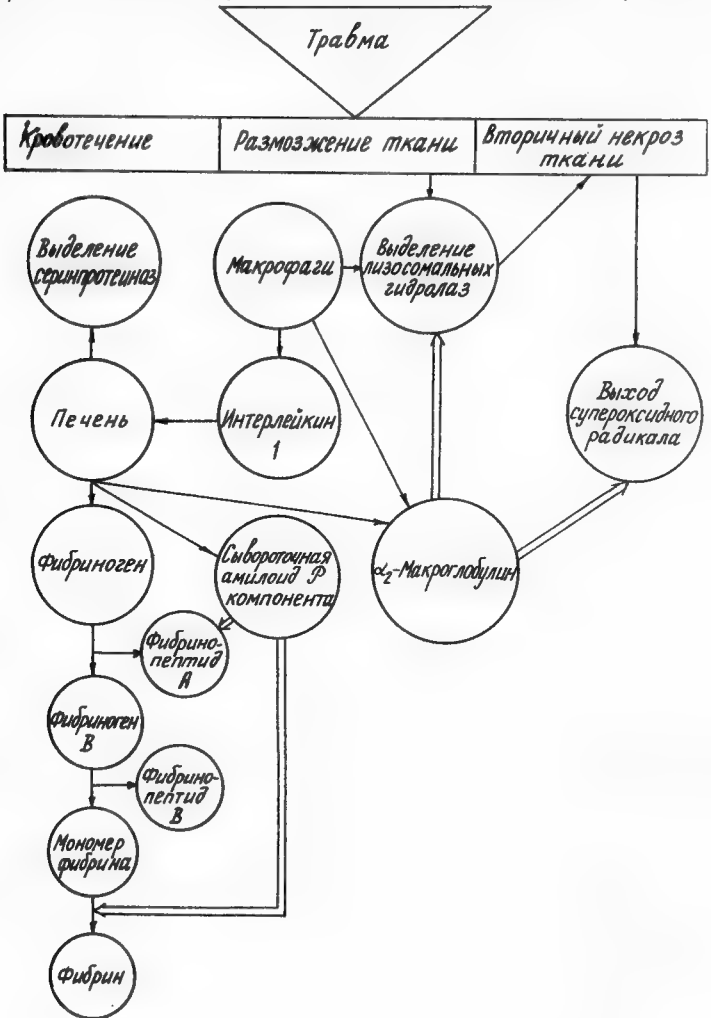 Травма
Кровотечение
Размозжение ткани
Вторичный некроз
ткани
Выделение
серинпротеиназ
Макрофаги
Выделение
лизосомальных
гидролаз
Печень
Интерлейкин
1
Выход
супероксидного
радикала
Фибриноген
Сывороточная
амилоид P
компонента
α₂-Макроглобулин
Фибрино-
пептид
A
Фибриноген
B
Фибрино-
пептид
B
Мономер
фибрина
Фибрин